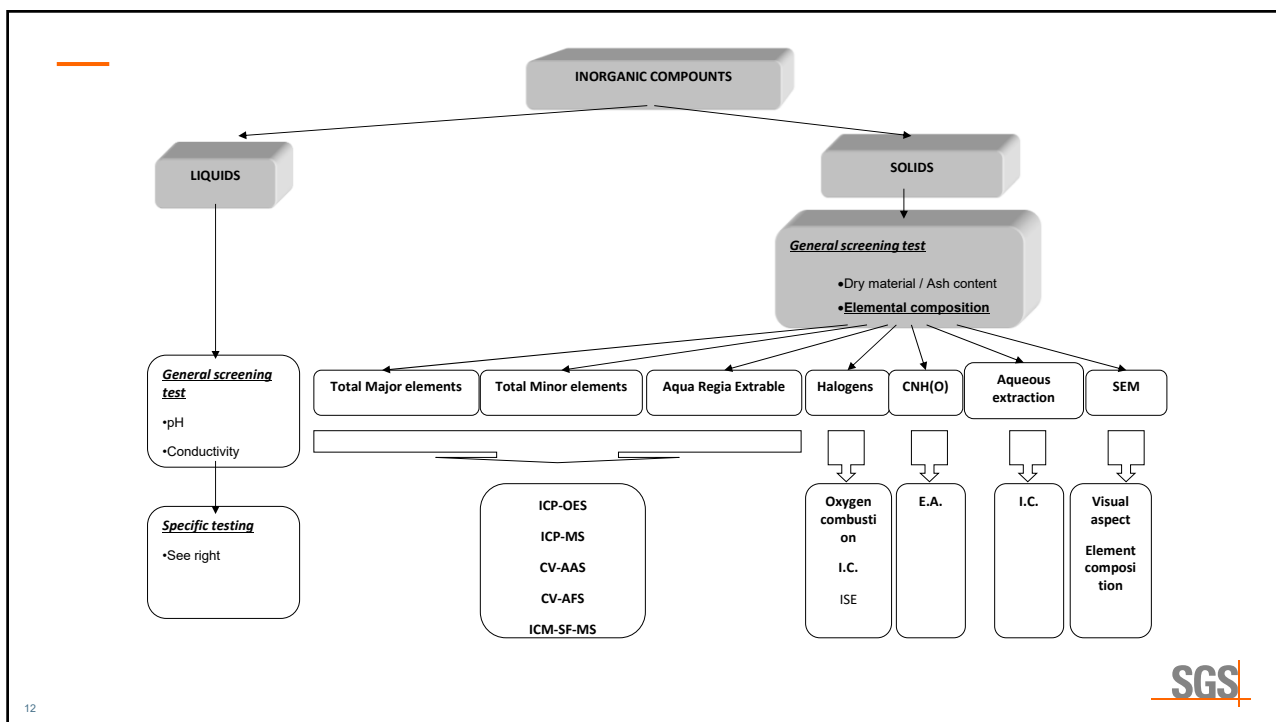 INORGANIC COMPOUNTS
LIQUIDS
SOLIDS
General screening test
•Dry material / Ash content
•Elemental composition
General screening
test
•pH
•Conductivity
Total Major elements
Total Minor elements
Aqua Regia Extrable
Halogens
CNH(O)
Aqueous
extraction
SEM
Specific testing
•See right
ICP-OES
ICP-MS
CV-AAS
CV-AFS
ICM-SF-MS
Oxygen
combusti
on
I.C.
ISE
E.A.
I.C.
Visual
aspect
Element
composi
tion
12
SGS